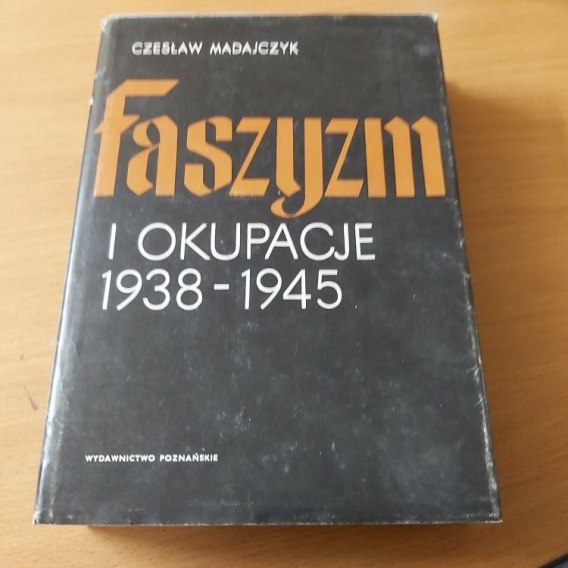 CZESŁAW MADAJCZYK
Faszyzm
I OKUPACJE
1938-1945
WYDAWNICTWO POZNAŃSKIE